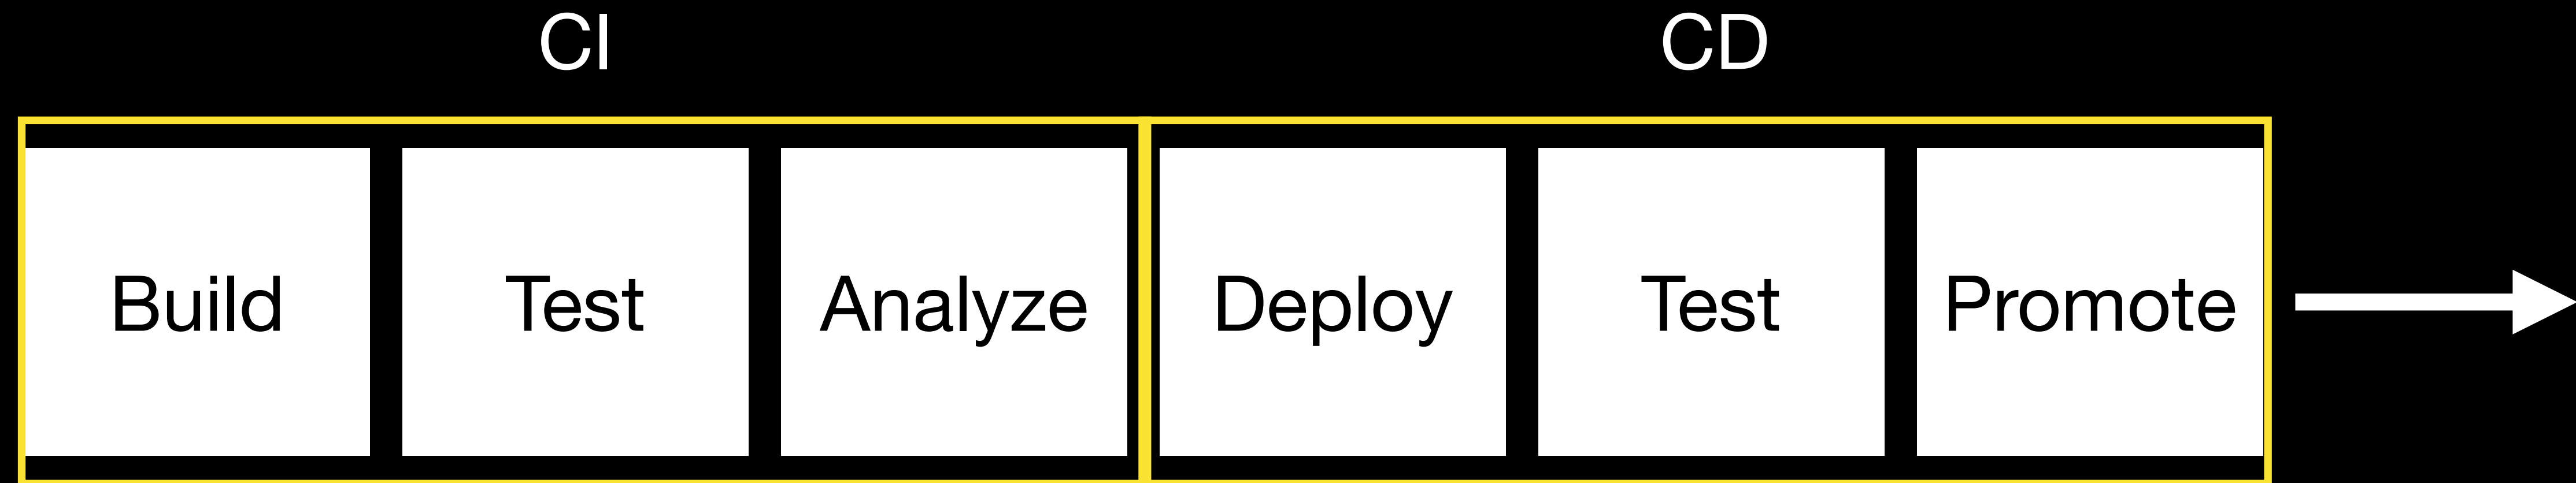 CI
CD
Build
Test
Analyze
Deploy
Test
Promote